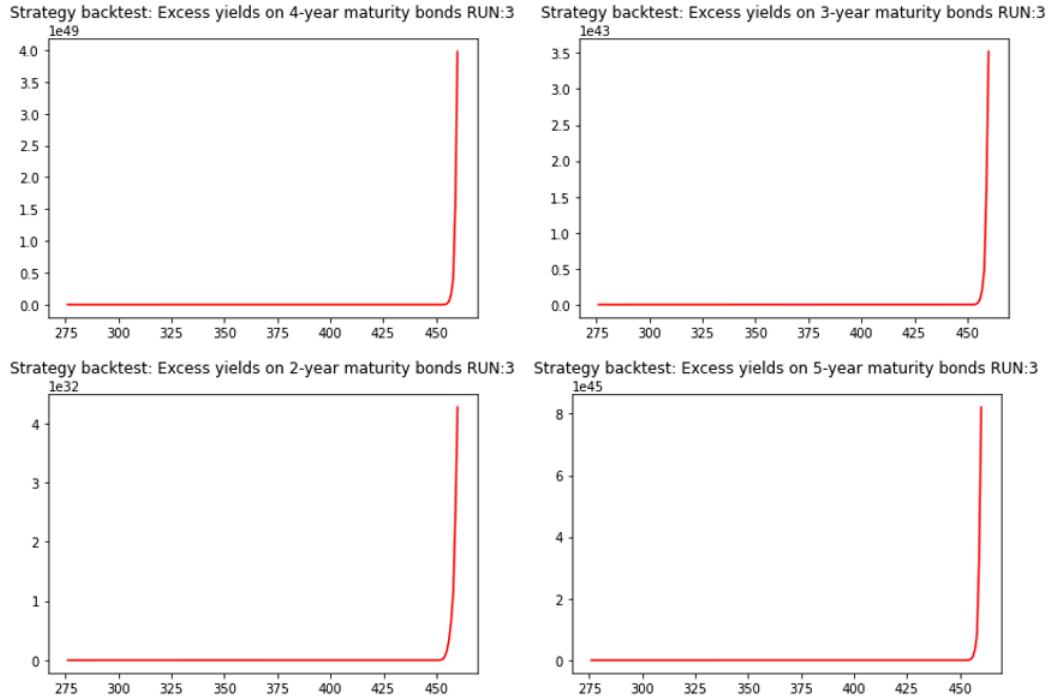 Strategy backtest: Excess yields on 4-year maturity bonds RUN:3
1e49
4.0
3.5
3.0
2.5
2.0
1.5
1.0
0.5
0.0
275 300 325 350 375 400 425 450
Strategy backtest: Excess yields on 3-year maturity bonds RUN:3
1e43
3.5
3.0
2.5
2.0
1.5
1.0
0.5
0.0
275 300 325 350 375 400 425 450
Strategy backtest: Excess yields on 2-year maturity bonds RUN:3
1e32
4
3
2
1
0
275 300 325 350 375 400 425 450
Strategy backtest: Excess yields on 5-year maturity bonds RUN:3
1e45
8
6
4
2
0
275 300 325 350 375 400 425 450